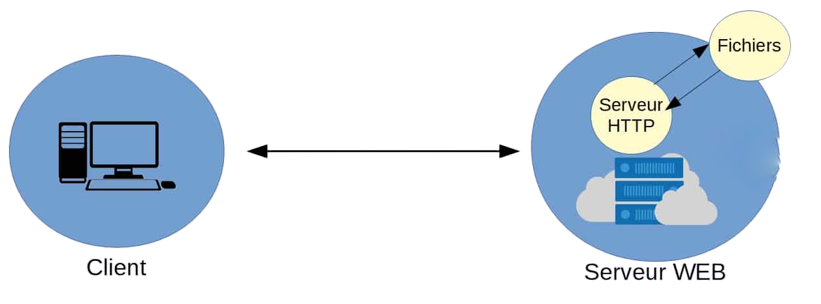 Fichiers
Serveur
HTTP
Client
Serveur WEB